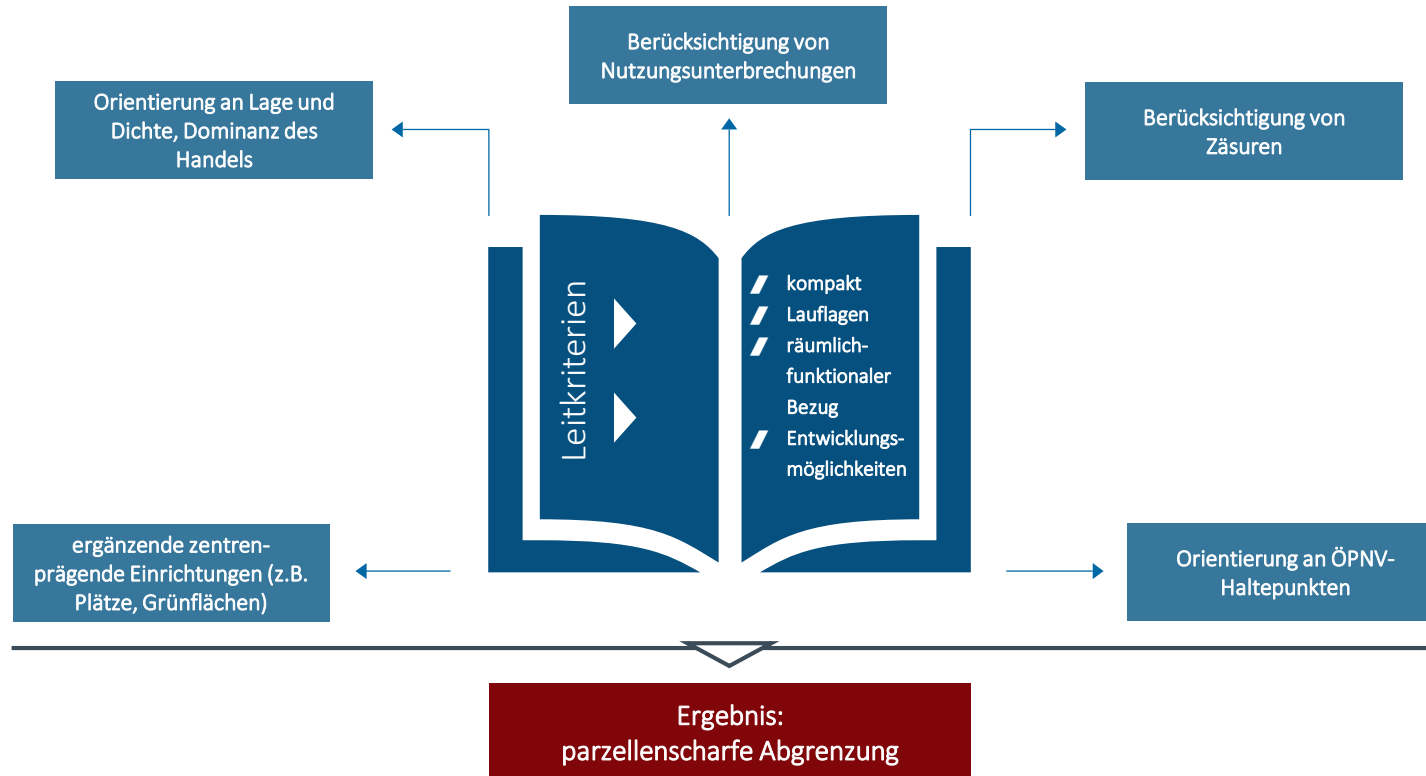 Berücksichtigung von
Nutzungsunterbrechungen
Orientierung an Lage und
Dichte, Dominanz des
Handels
Berücksichtigung von
Zäsuren
Leitkriterien
kompakt
Lauflagen
räumlich-
funktionaler
Bezug
Entwicklungs-
möglichkeiten
ergänzende zentren-
prägende Einrichtungen (z.B.
Plätze, Grünflächen)
Orientierung an ÖPNV-
Haltepunkten
Ergebnis:
parzellenscharfe Abgrenzung